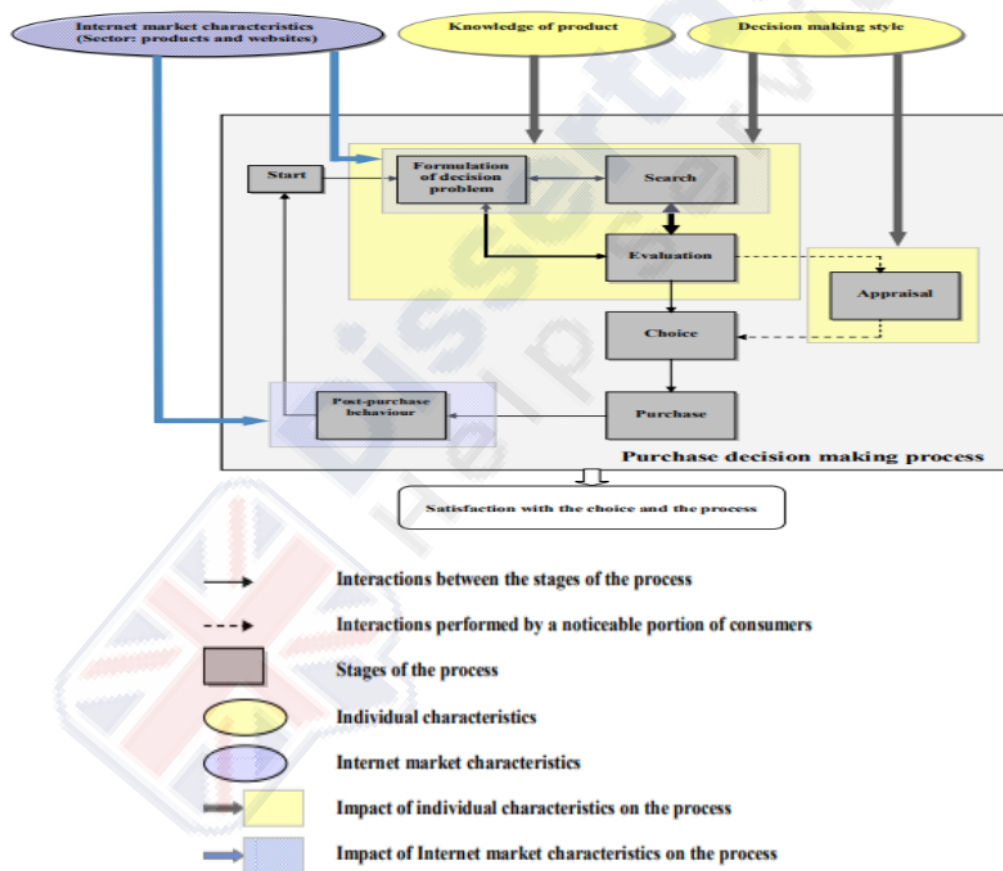 Internet market characteristics
(Sector: products and websites)
Knowledge of product
Decision making style
Start
Formulation
of decision
problem
Search
Evaluation
Appraisal
Choice
Post-purchase
behaviour
Purchase
Purchase decision making process
Satisfaction with the choice and the process
Interactions between the stages of the process
Interactions performed by a noticeable portion of consumers
Stages of the process
Individual characteristics
Internet market characteristics
Impact of individual characteristics on the process
Impact of Internet market characteristics on the process